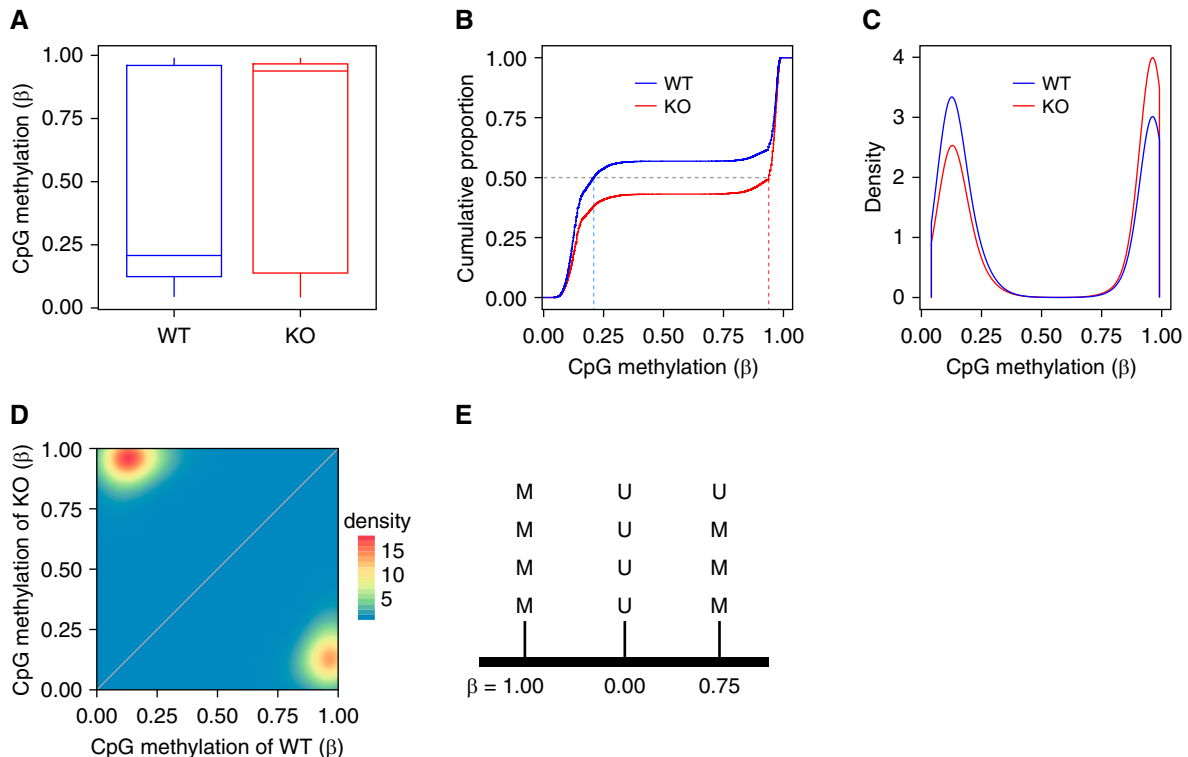 A
CpG methylation (β)
1.00
0.75
0.50
0.25
0.00
WT
KO
B
Cumulative proportion
1.00
0.75
0.50
0.25
0.00
WT
KO
0.00 0.25 0.50 0.75 1.00
CpG methylation (β)
C
Density
4
3
2
1
0
WT
KO
0.00 0.25 0.50 0.75 1.00
CpG methylation (β)
D
CpG methylation of KO (β)
1.00
0.75
0.50
0.25
0.00
0.00 0.25 0.50 0.75 1.00
CpG methylation of WT (β)
density
15
10
5
E
M U U
M U M
M U M
M U M
β = 1.00 0.00 0.75